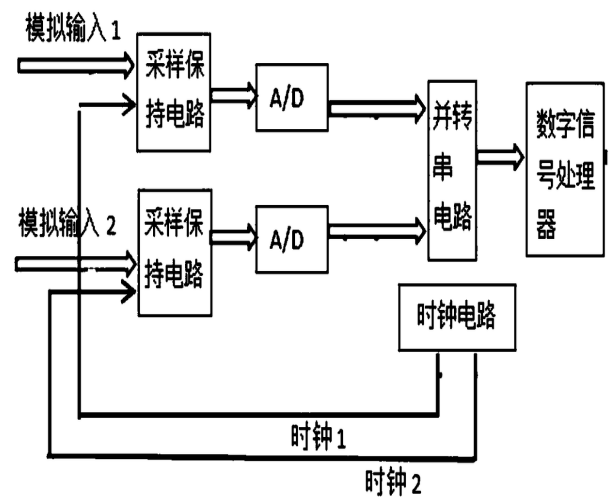 模拟输入1
采样保
持电路
A/D
并转
串
电路
数字信
号处理
器
模拟输入 2
采样保
持电路
A/D
时钟电路
时钟1
时钟2